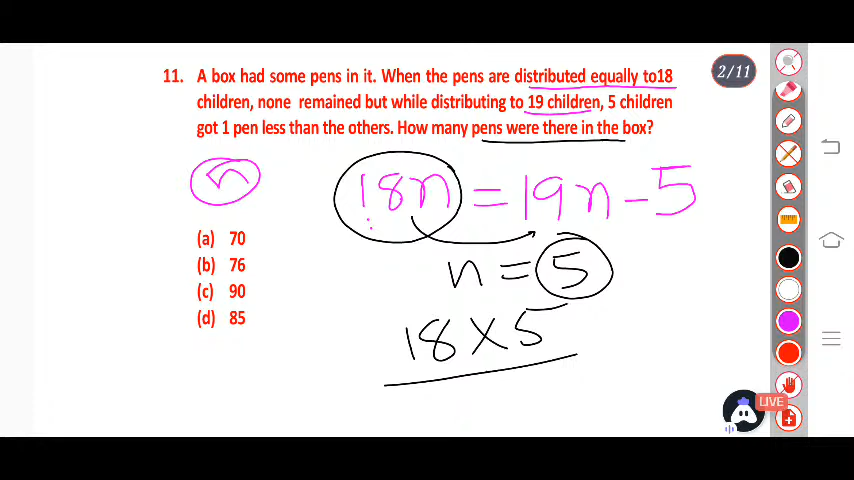 11. A box had some pens in it. When the pens are distributed equally to18
2/11
children, none remained but while distributing to 19 children, 5 children
got 1 pen less than the others. How many pens were there in the box?
n
18n = 19n - 5
(a) 70
(b) 76
n = 5
(c) 90
(d) 85
18 × 5
LIVE